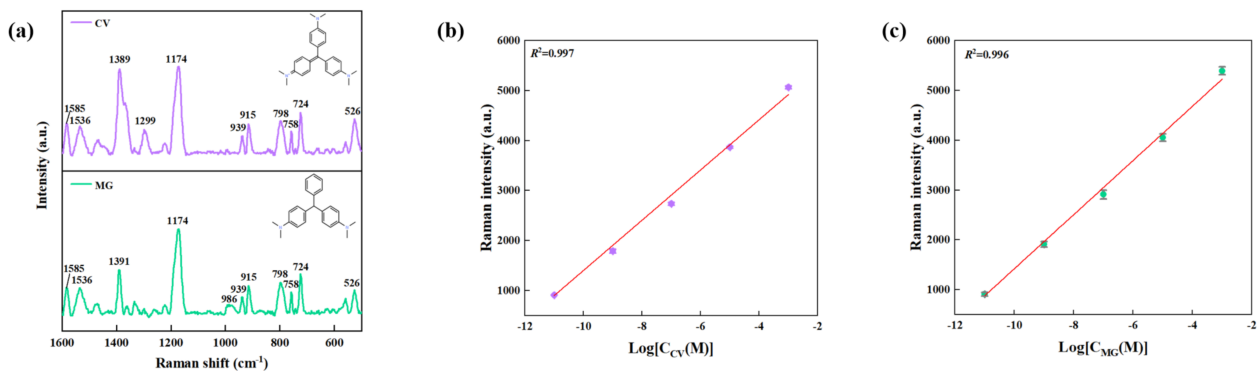 (a)
CV
1389
1174
1585
1536
1299
939
915
798
758
724
526
MG
1174
1391
1585
1536
986
939
915
798
758
724
526
Intensity (a.u.)
1600 1400 1200 1000 800 600
Raman shift (cm⁻¹)
(b)
R²=0.997
6000
5000
4000
3000
2000
1000
Raman intensity (a.u.)
-12 -10 -8 -6 -4 -2
Log[C_CV(M)]
(c)
R²=0.996
6000
5000
4000
3000
2000
1000
Raman intensity (a.u.)
-12 -10 -8 -6 -4 -2
Log[C_MG(M)]